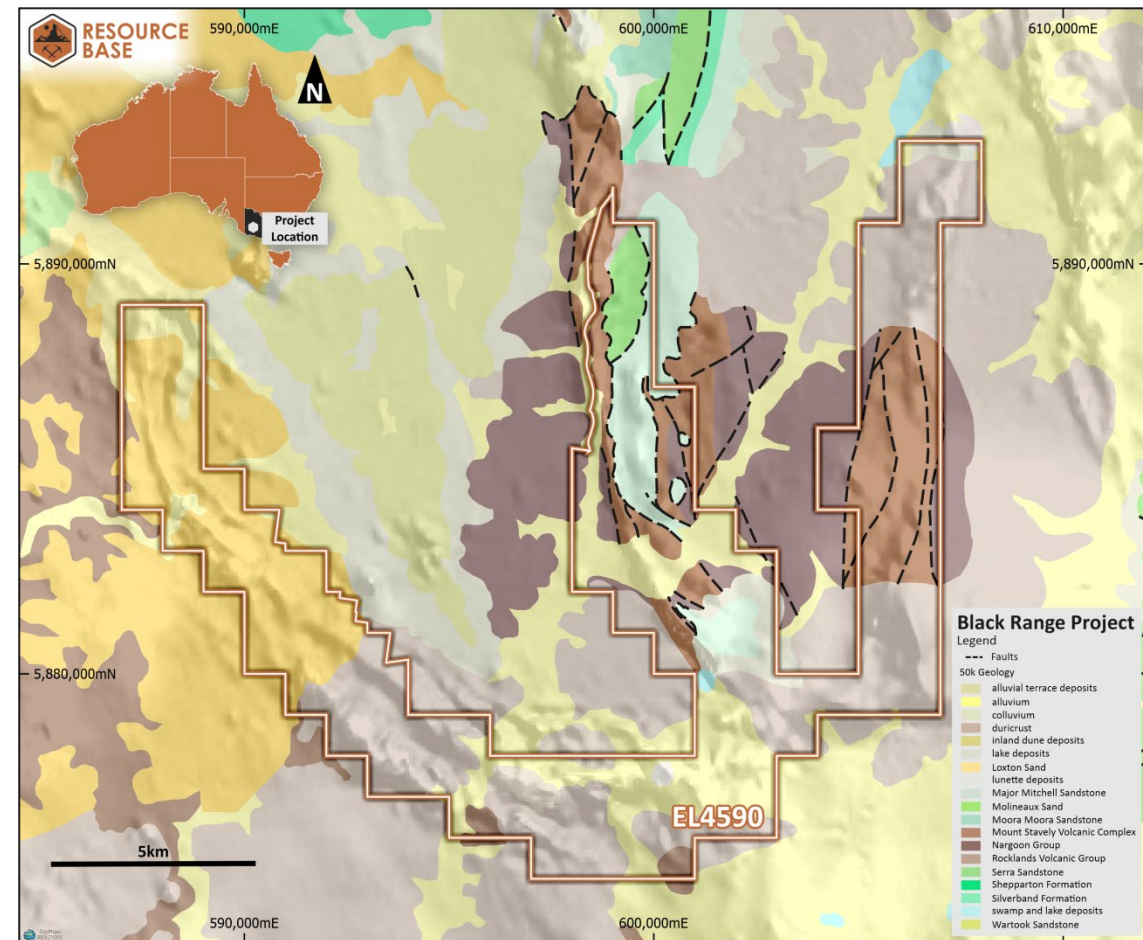 RESOURCE
BASE
590,000mE
600,000mE
610,000mE
N
Project
Location
5,890,000mN
5,890,000mN
5,880,000mN
EL4590
5km
590,000mE
600,000mE
Black Range Project
Legend
Faults
50k Geology
alluvial terrace deposits
alluvium
colluvium
duricrust
inland dune deposits
lake deposits
Loxton Sand
lunette deposits
Major Mitchell Sandstone
Molineaux Sand
Moora Moora Sandstone
Mount Stavely Volcanic Complex
Nargoon Group
Rocklands Volcanic Group
Serra Sandstone
Shepparton Formation
Silverband Formation
swamp and lake deposits
Wartook Sandstone